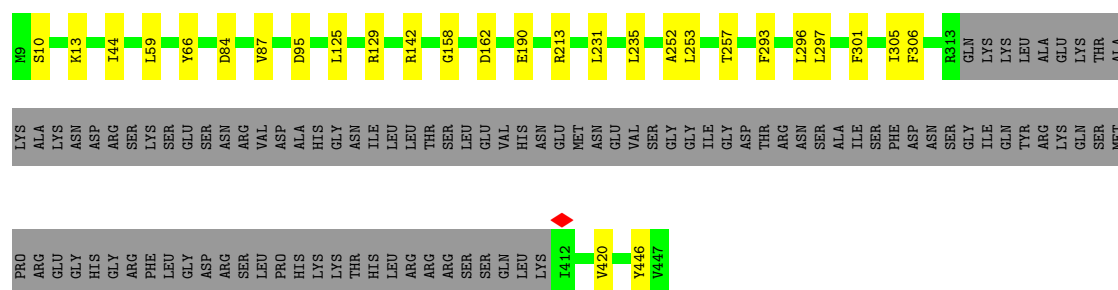 M9 S10 K13 I44 L59 Y66 D84 V87 D95 L125 R129 R142 G158 D162 E190 R213 L231 L235 A252 L253 T257 F293 L296 L297 F301 I305 F306 R313 GLN LYS LYS LEU ALA GLU LYS THR ALA
LYS ALA LYS ASN ASP ARG SER LYS SER GLU SER ASN ARG VAL ASP ALA HIS GLY ASN ILE LEU LEU THR SER LEU GLU VAL HIS ASN GLU MET ASN GLU VAL SER GLY GLY ILE GLY ASP THR ARG ASN SER ALA ILE SER PHE ASP ASN SER GLY ILE GLN TYR ARG LYS GLN SER MET
PRO ARG GLU GLY HIS GLY ARG PHE LEU GLY ASP ARG SER LEU PRO HIS LYS LYS THR HIS LEU ARG ARG ARG SER SER GLN LEU LYS I412 V420 Y446 V447